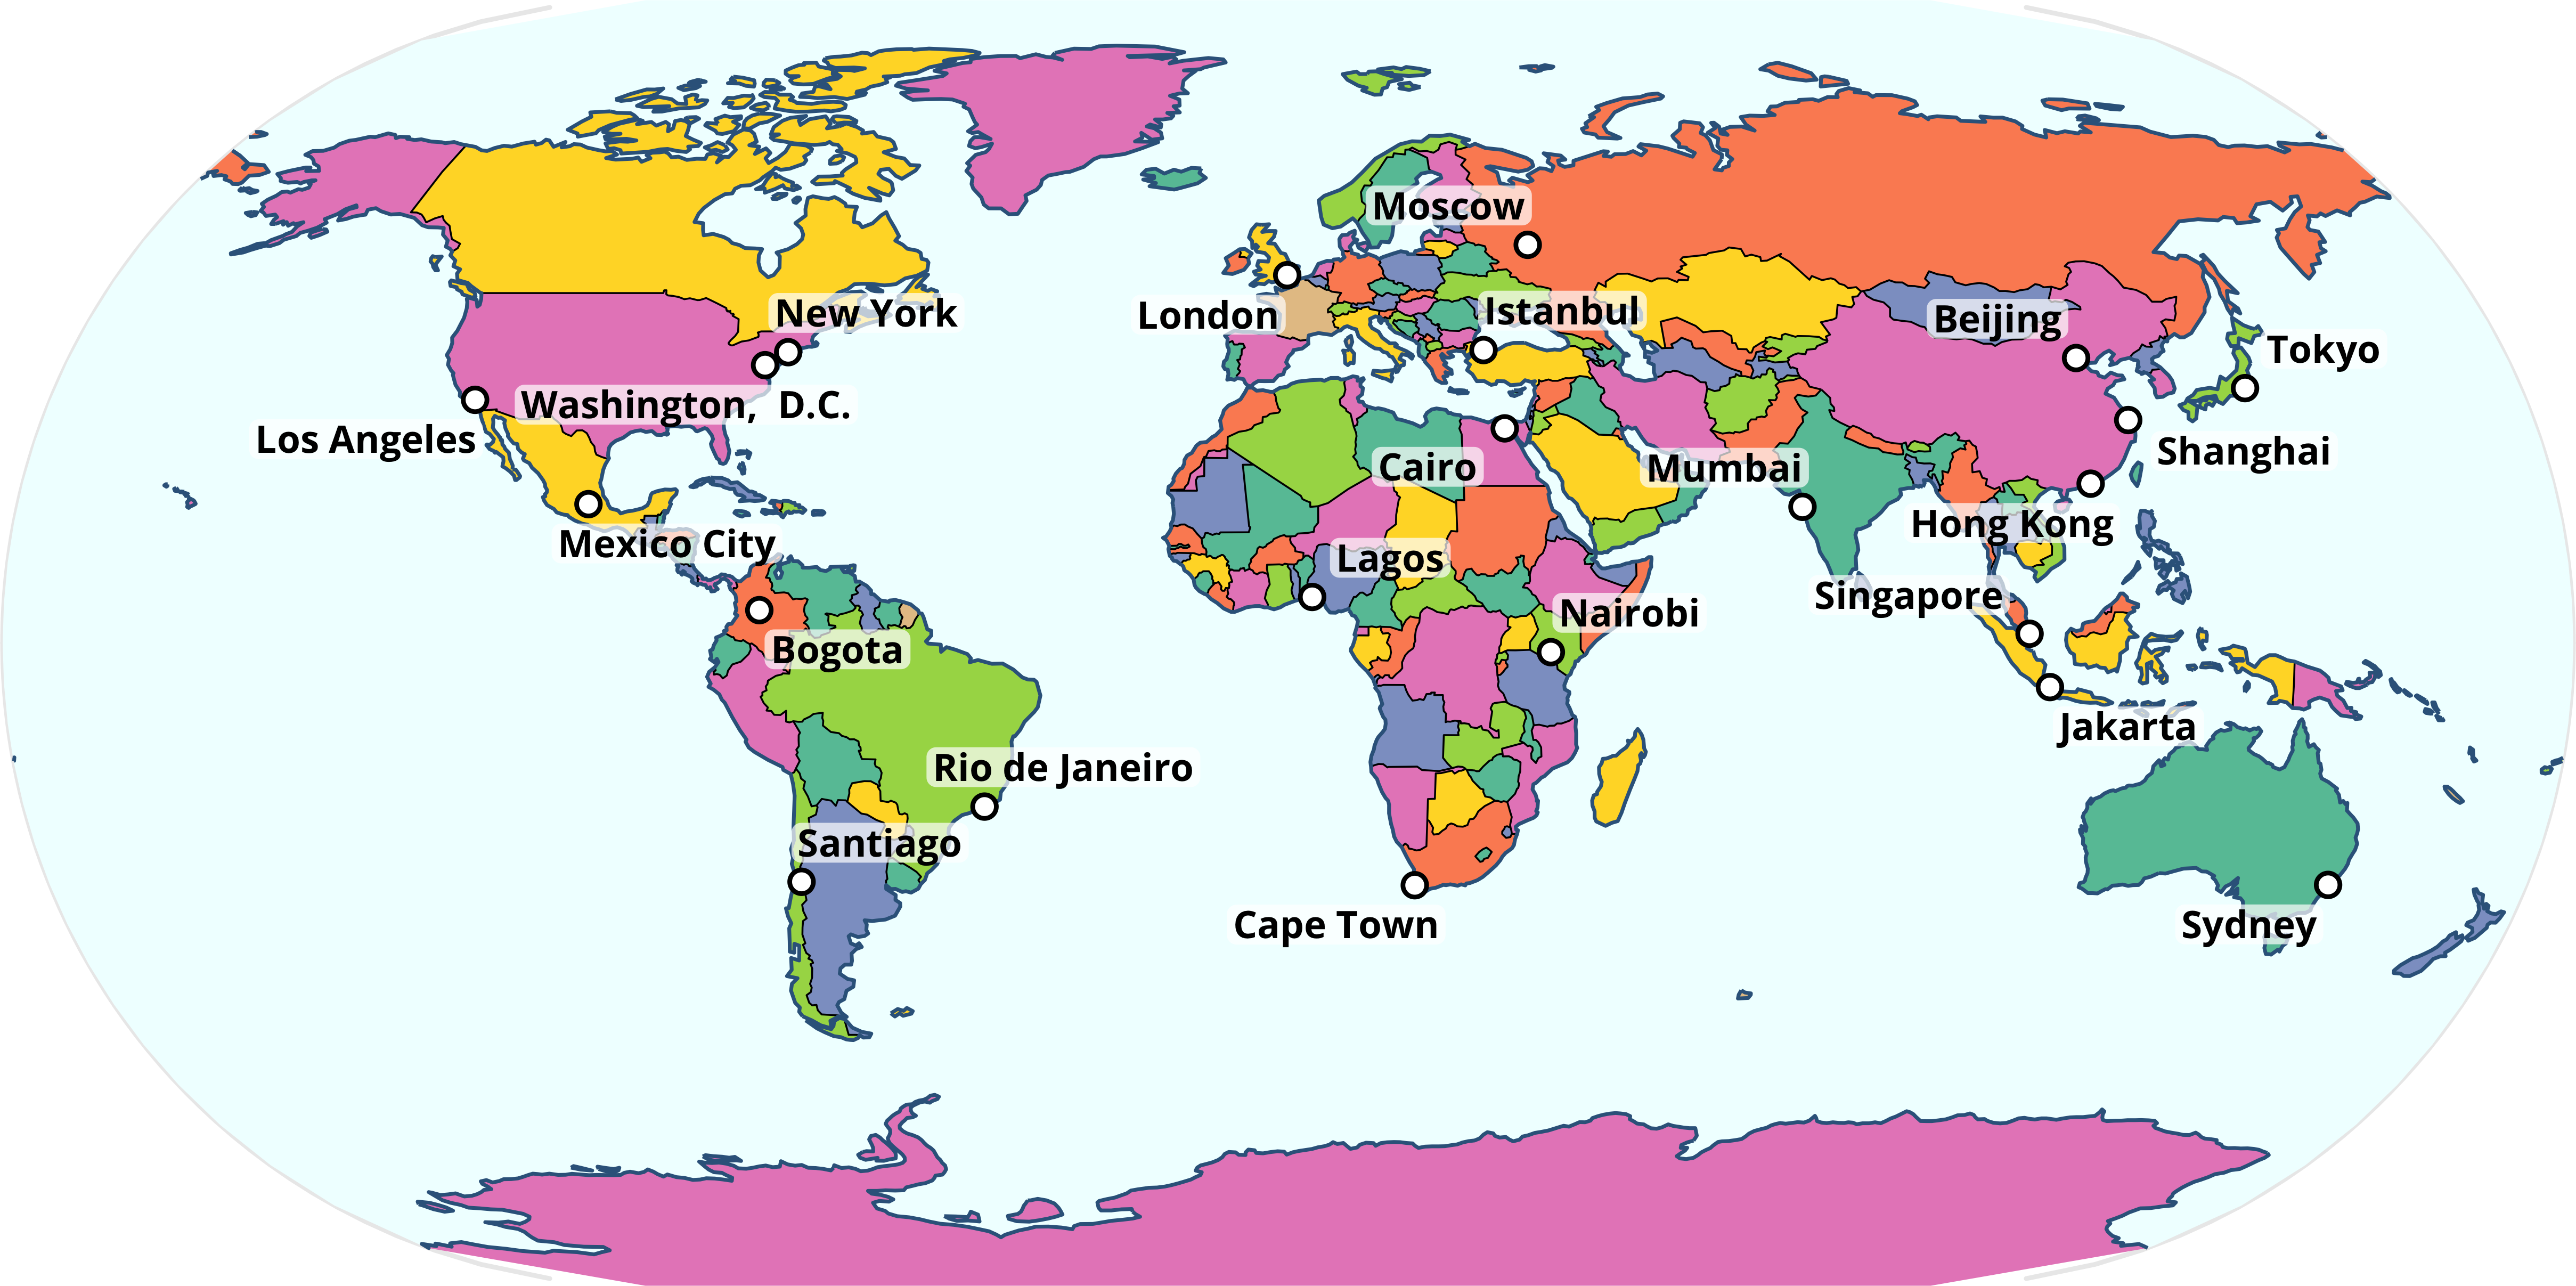 Moscow
New York
London
Istanbul
Beijing
Tokyo
Washington,  D.C.
Los Angeles
Shanghai
Cairo
Mumbai
Hong Kong
Mexico City
Lagos
Singapore
Nairobi
Bogota
Jakarta
Rio de Janeiro
Santiago
Cape Town
Sydney